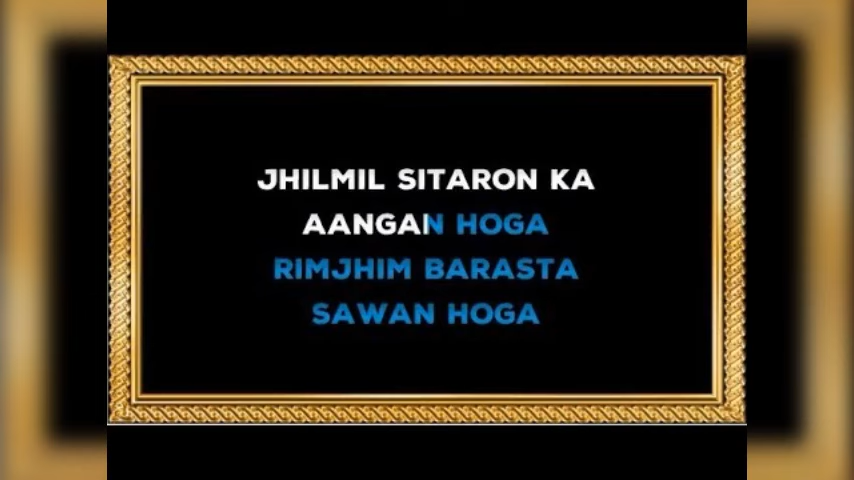 JHILMIL SITARON KA
AANGAN HOGA
RIMJHIM BARASTA
SAWAN HOGA